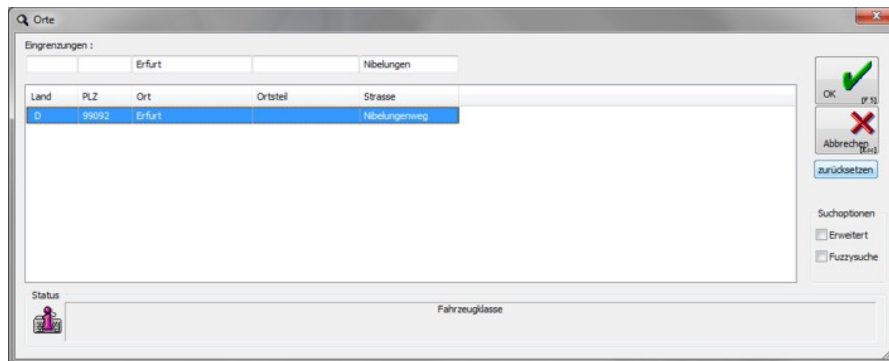 Orte
Eingrenzungen :
Erfurt Nibelungen
Land PLZ Ort Ortsteil Strasse
D 99092 Erfurt Nibelungenweg
OK [F5]
Abbrechen [Esc]
zurücksetzen
Suchoptionen
Erweitert
Fuzzysuche
Status
Fahrzeugklasse